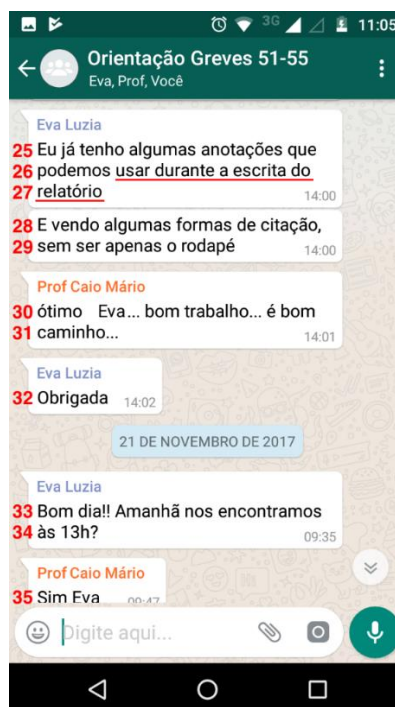 3G 11:05
Orientação Greves 51-55
Eva, Prof, Você
Eva Luzia
25 Eu já tenho algumas anotações que
26 podemos usar durante a escrita do
27 relatório 14:00
28 E vendo algumas formas de citação,
29 sem ser apenas o rodapé 14:00
Prof Caio Mário
30 ótimo Eva... bom trabalho... é bom
31 caminho... 14:01
Eva Luzia
32 Obrigada 14:02
21 DE NOVEMBRO DE 2017
Eva Luzia
33 Bom dia!! Amanhã nos encontramos
34 às 13h? 09:35
Prof Caio Mário
35 Sim Eva 09:47
Digite aqui...